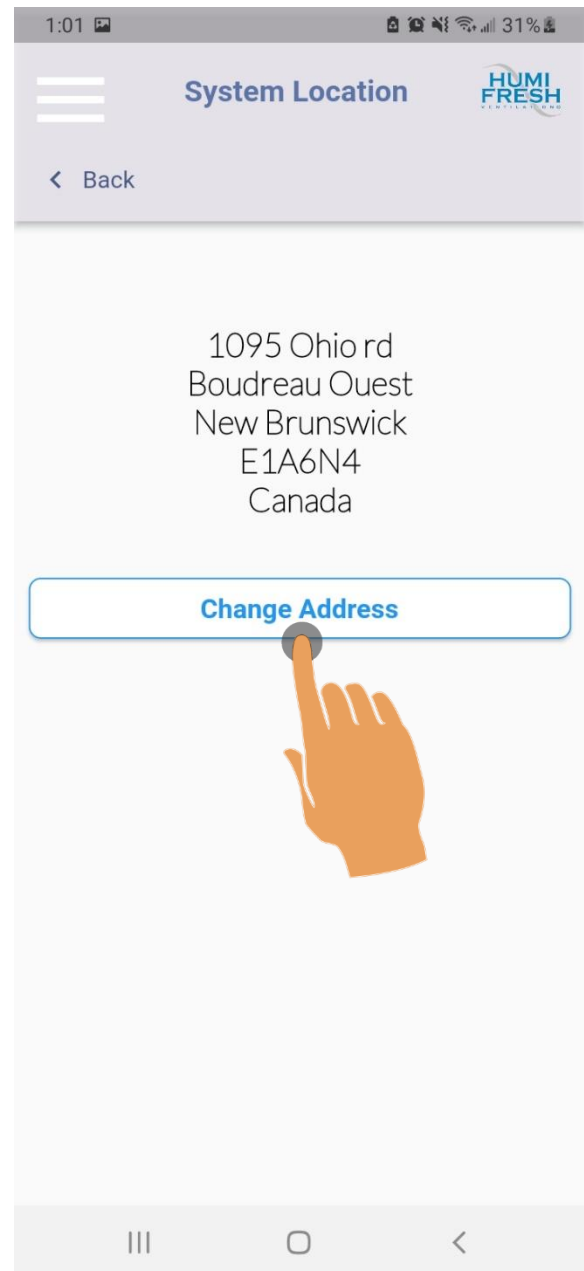 1:01 31%
System Location
HUMI
FRESH
VENTILATIONS
Back
1095 Ohio rd
Boudreau Ouest
New Brunswick
E1A6N4
Canada
Change Address